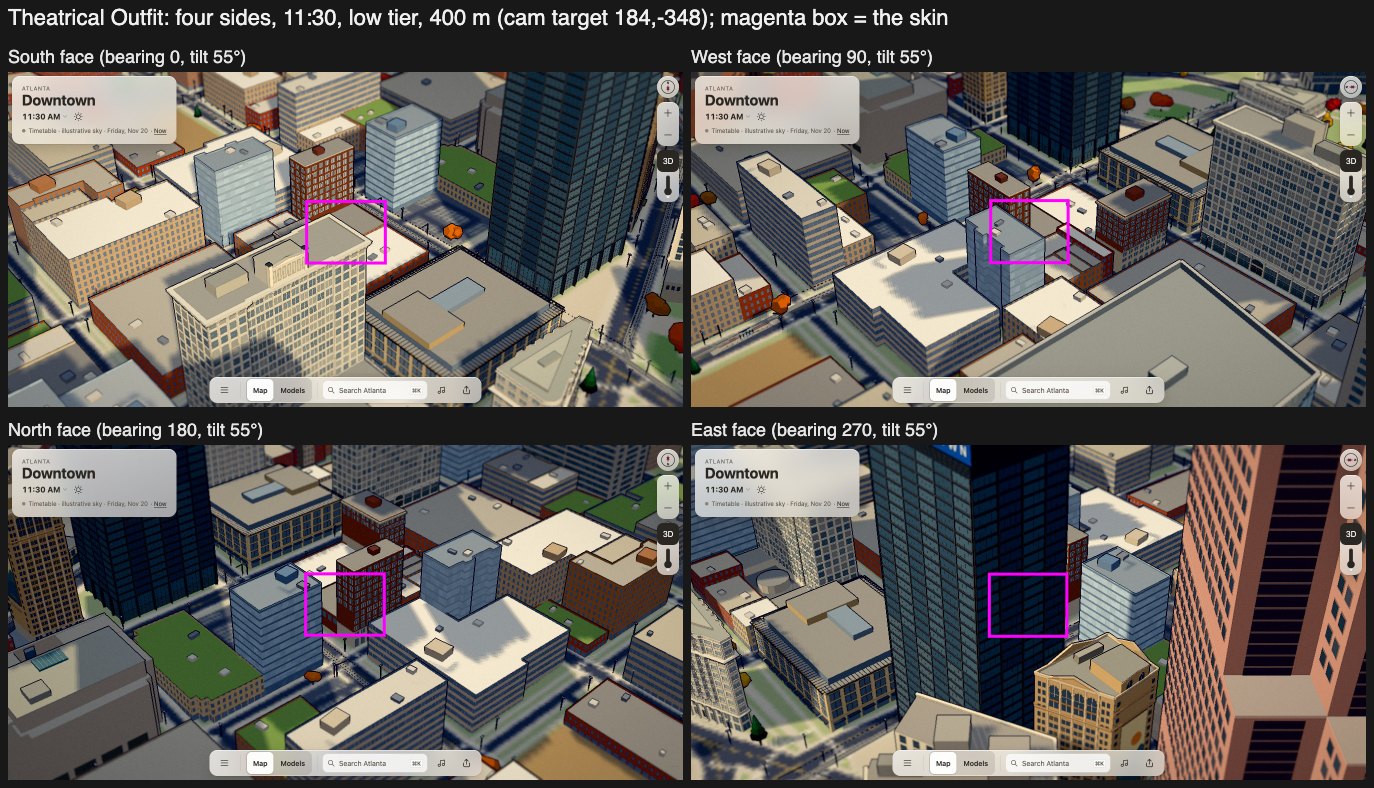 Theatrical Outfit: four sides, 11:30, low tier, 400 m (cam target 184,-348); magenta box = the skin
South face (bearing 0, tilt 55°)
ATLANTA
Downtown
11:30 AM
Timetable · illustrative sky · Friday, Nov 20 · Now
+
−
3D
Map
Models
Search Atlanta
⌘K
West face (bearing 90, tilt 55°)
ATLANTA
Downtown
11:30 AM
Timetable · illustrative sky · Friday, Nov 20 · Now
+
−
3D
Map
Models
Search Atlanta
⌘K
North face (bearing 180, tilt 55°)
ATLANTA
Downtown
11:30 AM
Timetable · illustrative sky · Friday, Nov 20 · Now
+
−
3D
Map
Models
Search Atlanta
⌘K
East face (bearing 270, tilt 55°)
ATLANTA
Downtown
11:30 AM
Timetable · illustrative sky · Friday, Nov 20 · Now
+
−
3D
Map
Models
Search Atlanta
⌘K